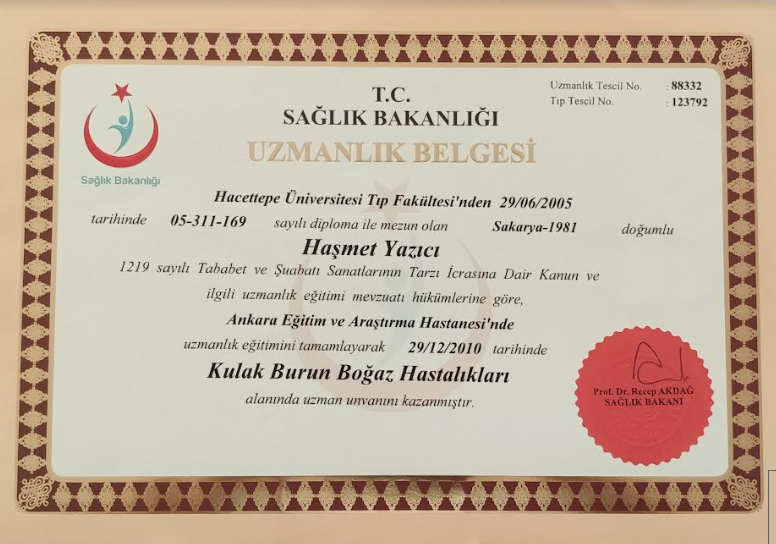 T.C.
SAĞLIK BAKANLIĞI
UZMANLIK BELGESİ
Uzmanlık Tescil No. : 88332
Tıp Tescil No. : 123792
Sağlık Bakanlığı
Hacettepe Üniversitesi Tıp Fakültesi'nden 29/06/2005
tarihinde 05-311-169 sayılı diploma ile mezun olan Sakarya-1981 doğumlu
Haşmet Yazıcı
1219 sayılı Tababet ve Şuabatı Sanatlarının Tarzı İcrasına Dair Kanun ve
ilgili uzmanlık eğitimi mevzuatı hükümlerine göre,
Ankara Eğitim ve Araştırma Hastanesi'nde
uzmanlık eğitimini tamamlayarak 29/12/2010 tarihinde
Kulak Burun Boğaz Hastalıkları
alanında uzman unvanını kazanmıştır.
Prof. Dr. Recep AKDAĞ
SAĞLIK BAKANI